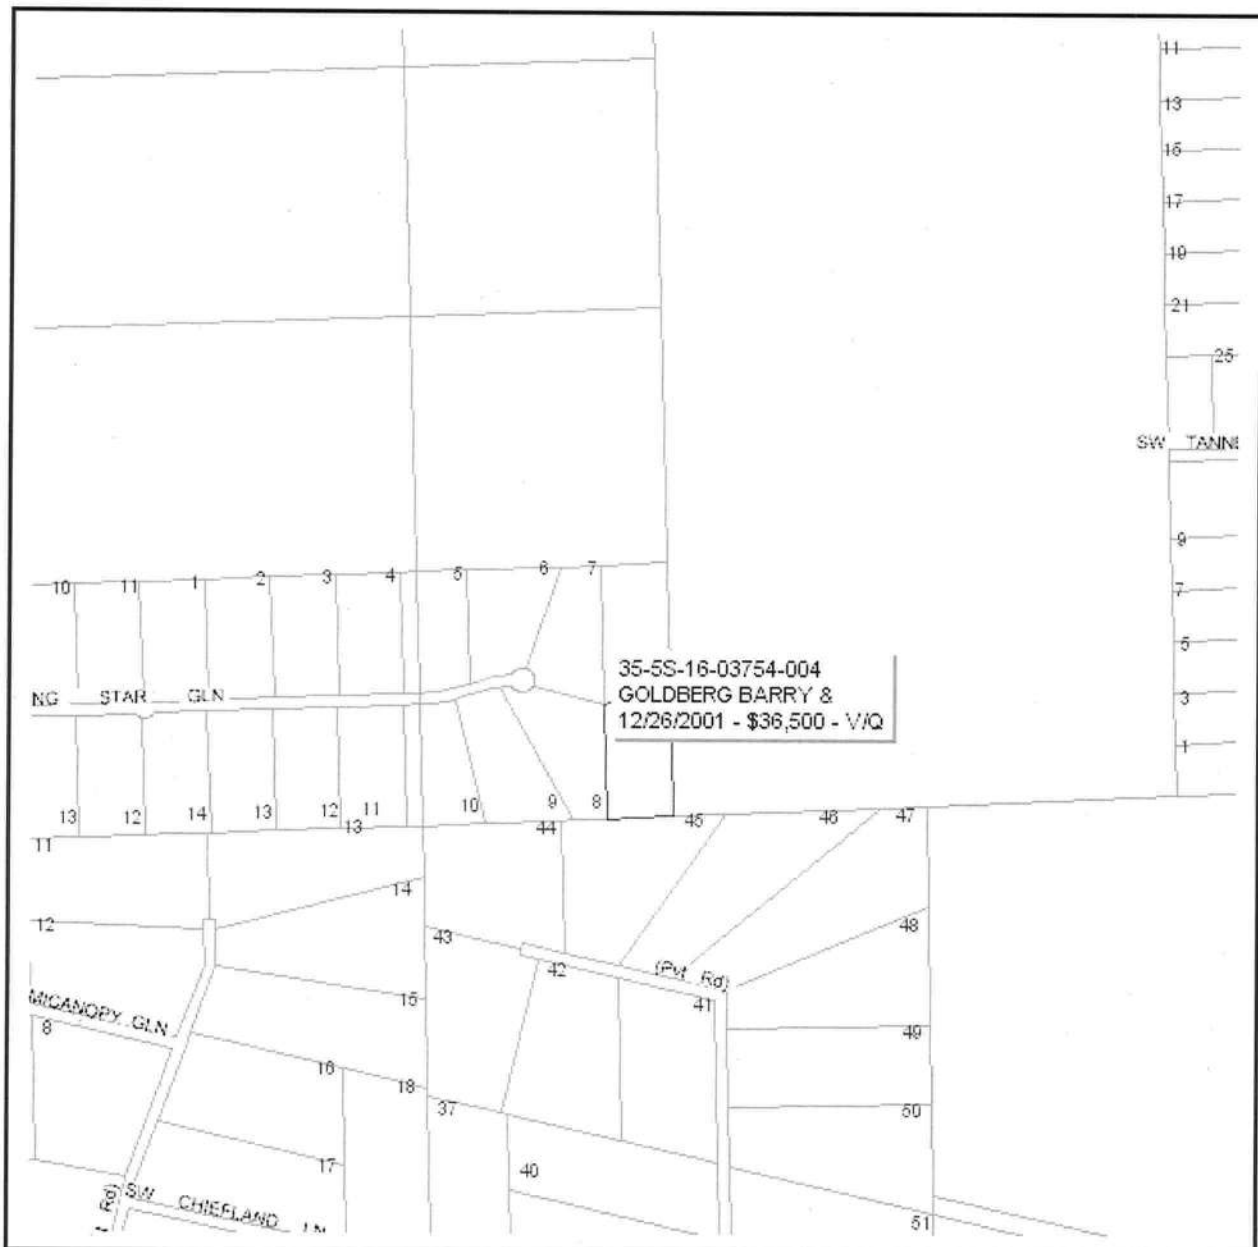 11
13
15
17
19
21
25
SW TANN
9
7
5
3
1
10 11 1 2 3 4 5 6 7
35-5S-16-03754-004
GOLDBERG BARRY &
12/26/2001 - $36,500 - V/Q
NG STAR GLN
13 12 14 13 12 11 10 9 8
11 13 44 45 46 47
14
12
43
48
42
(Pvt Rd)
41
15
MICANOPY GLN
8
49
16 18 37
50
17
40
Rd)
SW CHIEFLAND LN
51